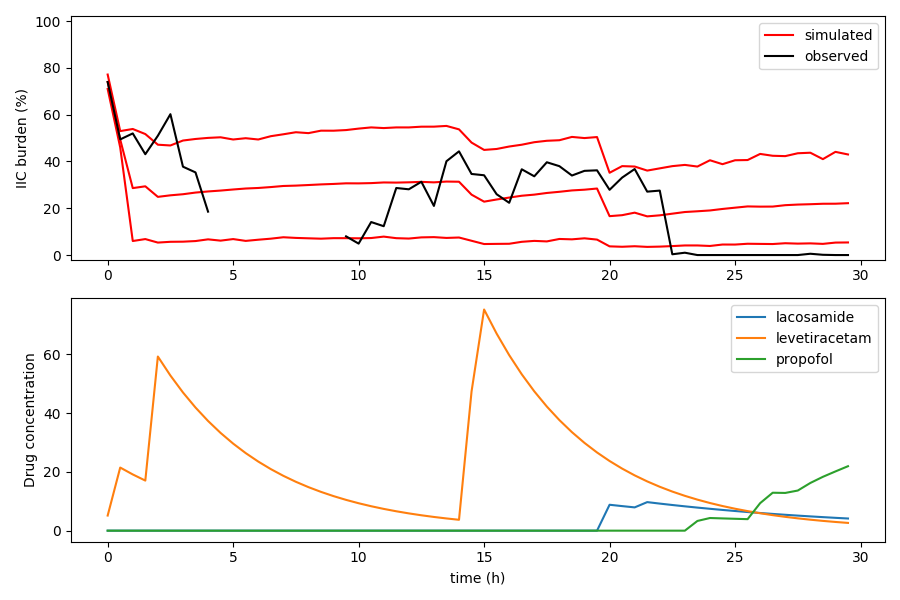 100
80
60
40
20
0
IIC burden (%)
simulated
observed
0 5 10 15 20 25 30
60
40
20
0
Drug concentration
lacosamide
levetiracetam
propofol
0 5 10 15 20 25 30
time (h)